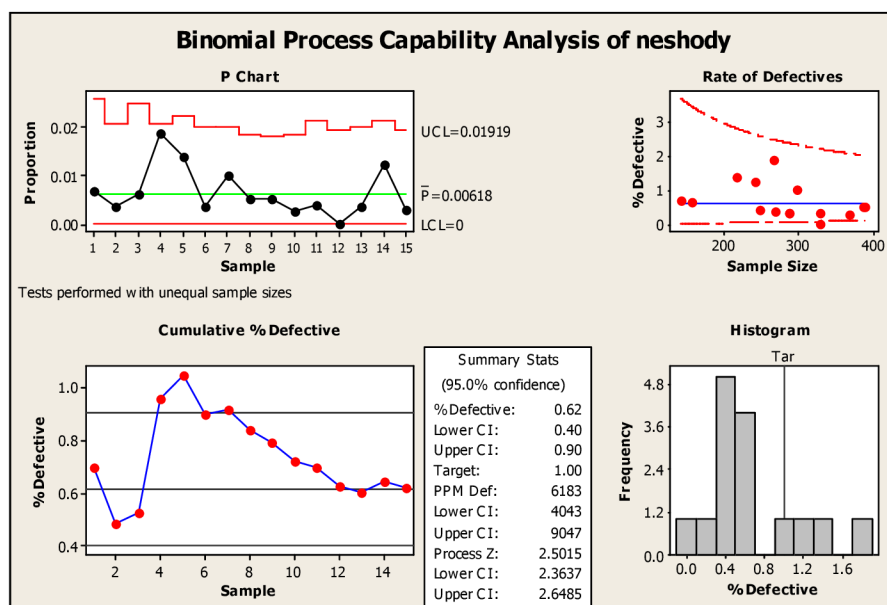 Binomial Process Capability Analysis of neshody
P Chart
Proportion
0.02
0.01
0.00
UCL=0.01919
P=0.00618
LCL=0
1 2 3 4 5 6 7 8 9 10 11 12 13 14 15
Sample
Tests performed with unequal sample sizes
Rate of Defectives
%Defective
3
2
1
0
200 300 400
Sample Size
Cumulative %Defective
%Defective
1.0
0.8
0.6
0.4
2 4 6 8 10 12 14
Sample
Summary Stats
(95.0% confidence)
%Defective: 0.62
Lower CI: 0.40
Upper CI: 0.90
Target: 1.00
PPM Def: 6183
Lower CI: 4043
Upper CI: 9047
Process Z: 2.5015
Lower CI: 2.3637
Upper CI: 2.6485
Histogram
Tar
Frequency
4.8
3.6
2.4
1.2
0.0
0.0 0.4 0.8 1.2 1.6
%Defective